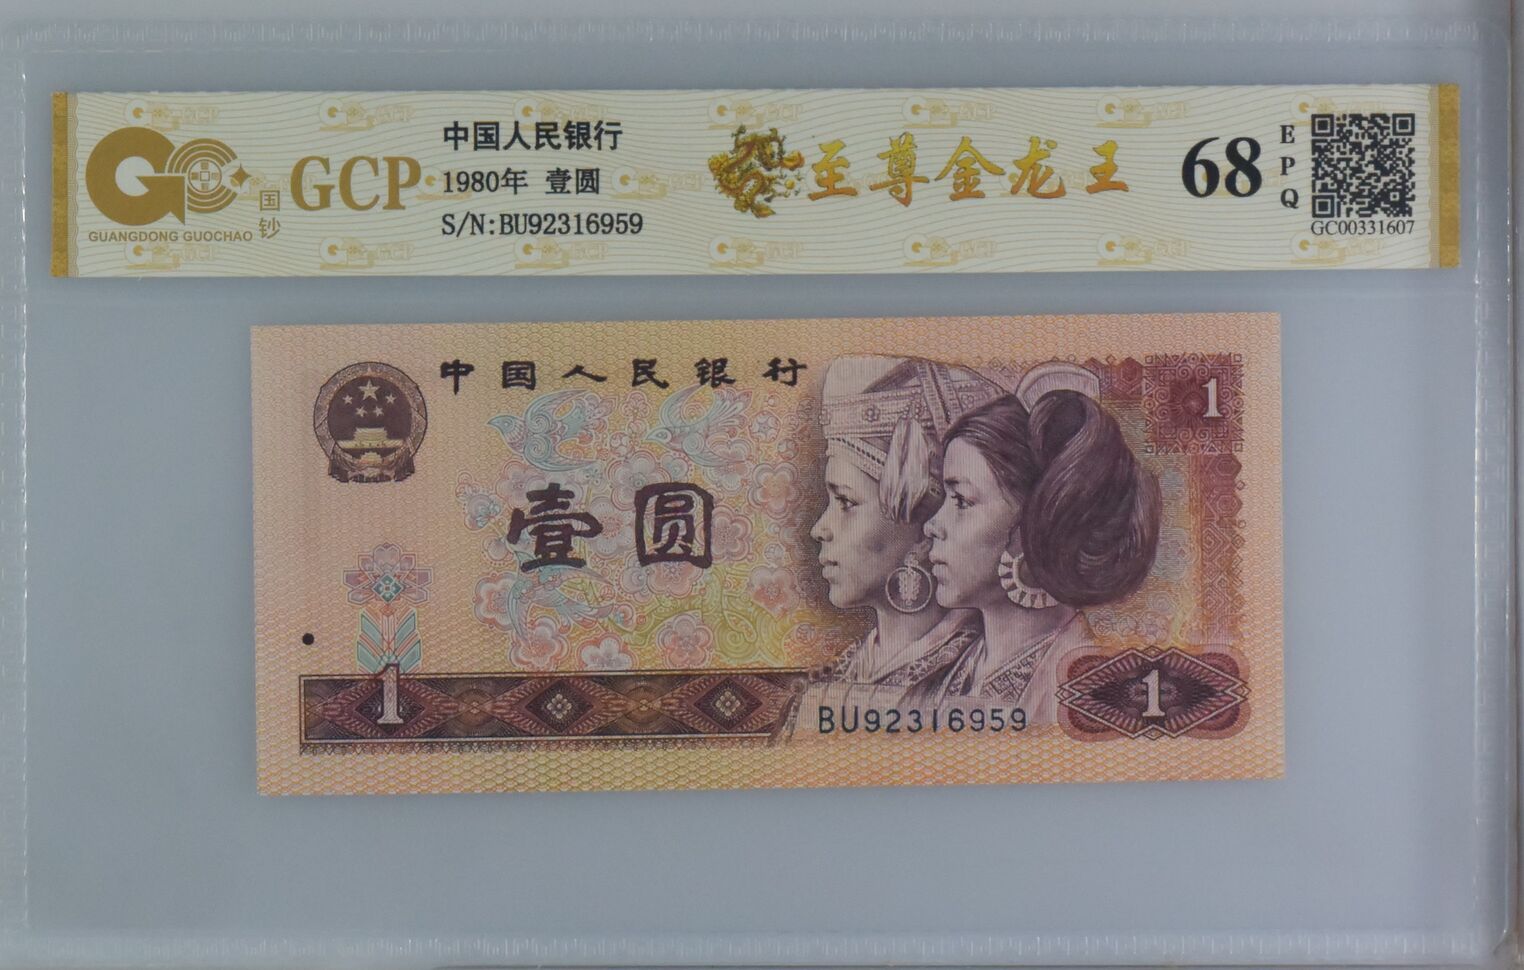 中国人民银行
1980年 壹圆
S/N:BU92316959
GCP
国钞
GUANGDONG GUOCHAO
至尊金龙王
68
EPQ
GC00331607
中国人民银行
1
壹圆
1
BU92316959
1